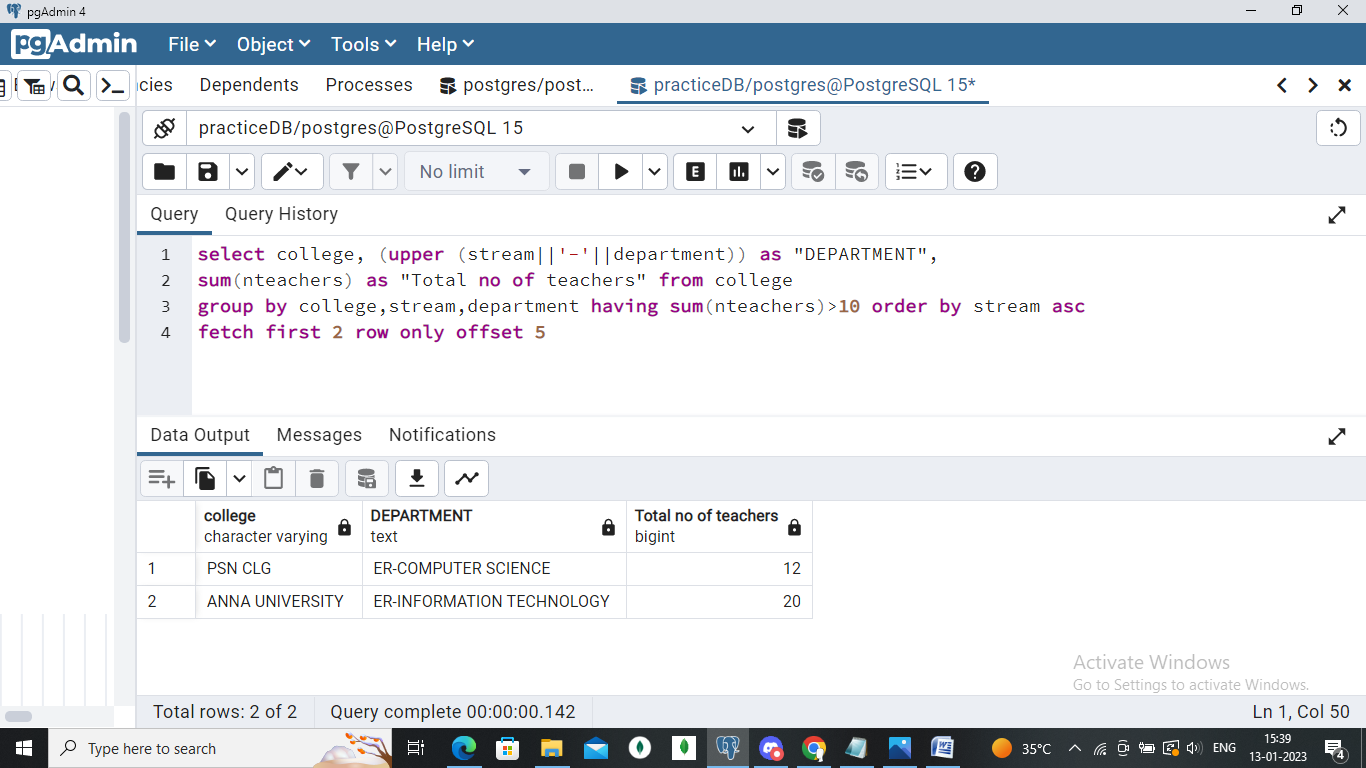 pgAdmin 4
pgAdmin File Object Tools Help
cies Dependents Processes postgres/post... practiceDB/postgres@PostgreSQL 15*
practiceDB/postgres@PostgreSQL 15
No limit E
Query Query History
1 select college, (upper (stream||'-'||department)) as "DEPARTMENT",
2 sum(nteachers) as "Total no of teachers" from college
3 group by college,stream,department having sum(nteachers)>10 order by stream asc
4 fetch first 2 row only offset 5
Data Output Messages Notifications
college DEPARTMENT Total no of teachers
character varying text bigint
1 PSN CLG ER-COMPUTER SCIENCE 12
2 ANNA UNIVERSITY ER-INFORMATION TECHNOLOGY 20
Activate Windows
Go to Settings to activate Windows.
Total rows: 2 of 2 Query complete 00:00:00.142 Ln 1, Col 50
Type here to search 35°C ENG 15:39
13-01-2023 4